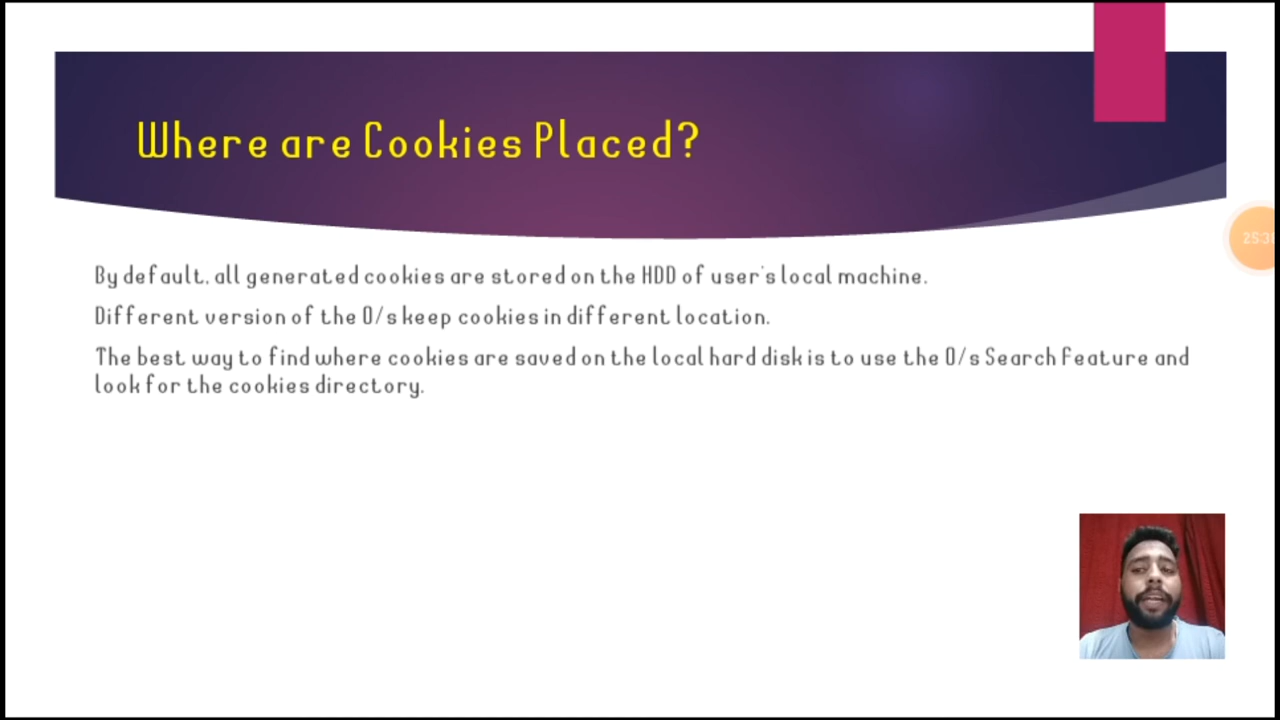 Where are Cookies Placed?
By default, all generated cookies are stored on the HDD of user's local machine.
Different version of the O/s keep cookies in different location.
The best way to find where cookies are saved on the local hard disk is to use the O/s Search Feature and
look for the cookies directory.